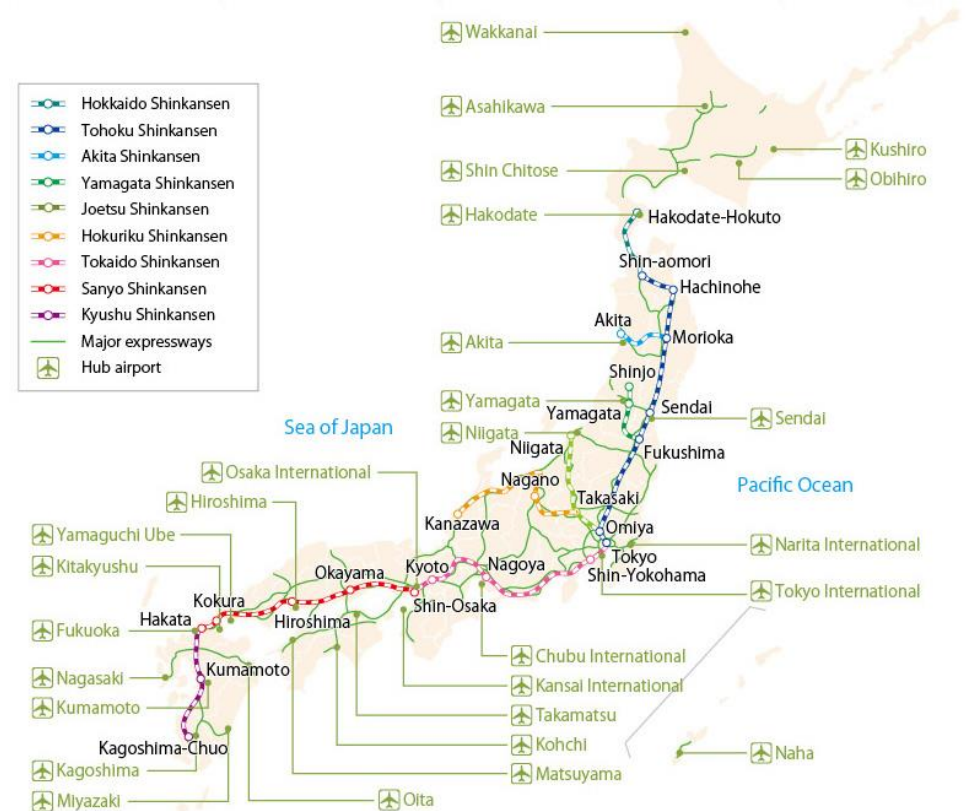 Hokkaido Shinkansen
Tohoku Shinkansen
Akita Shinkansen
Yamagata Shinkansen
Joetsu Shinkansen
Hokuriku Shinkansen
Tokaido Shinkansen
Sanyo Shinkansen
Kyushu Shinkansen
Major expressways
Hub airport
Wakkanai
Asahikawa
Kushiro
Shin Chitose
Obihiro
Hakodate
Hakodate-Hokuto
Shin-aomori
Hachinohe
Akita
Morioka
Akita
Shinjo
Yamagata
Yamagata
Sendai
Sendai
Sea of Japan
Niigata
Niigata
Fukushima
Osaka International
Nagano
Pacific Ocean
Hiroshima
Takasaki
Kanazawa
Omiya
Yamaguchi Ube
Tokyo
Narita International
Kitakyushu
Okayama
Kyoto
Nagoya
Shin-Yokohama
Tokyo International
Kokura
Shin-Osaka
Hakata
Hiroshima
Fukuoka
Chubu International
Kumamoto
Nagasaki
Kansai International
Kumamoto
Takamatsu
Kagoshima-Chuo
Kohchi
Naha
Kagoshima
Matsuyama
Miyazaki
Oita